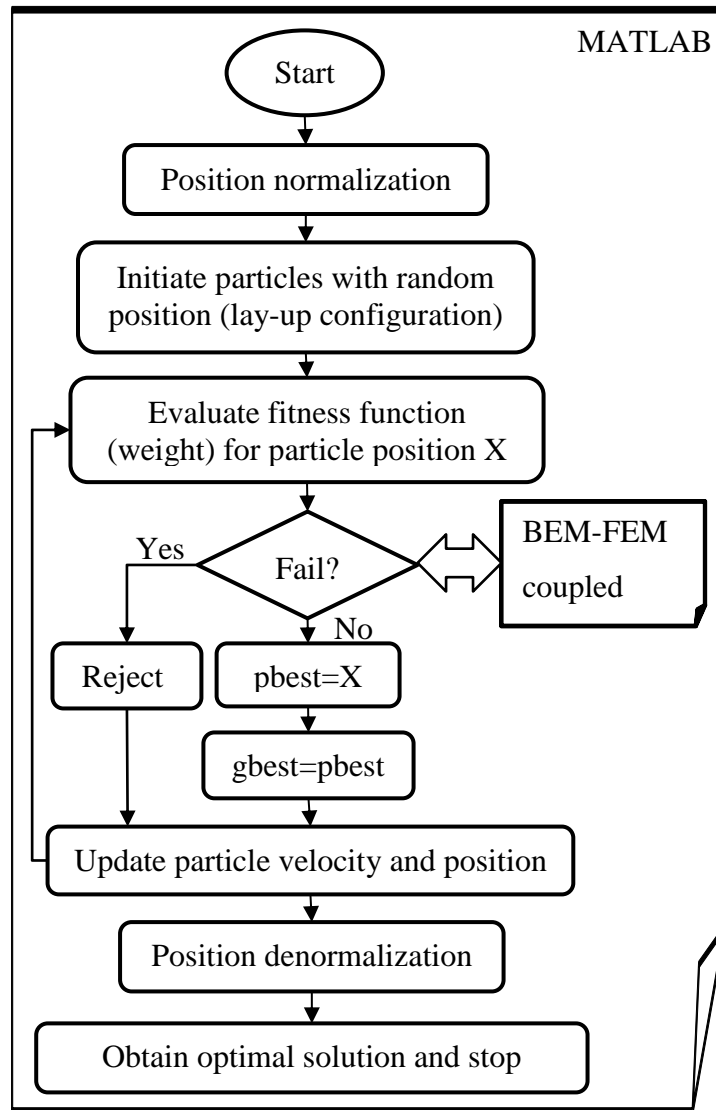 MATLAB
Start
Position normalization
Initiate particles with random
position (lay-up configuration)
Evaluate fitness function
(weight) for particle position X
Yes
Fail?
BEM-FEM
coupled
No
Reject
pbest=X
gbest=pbest
Update particle velocity and position
Position denormalization
Obtain optimal solution and stop